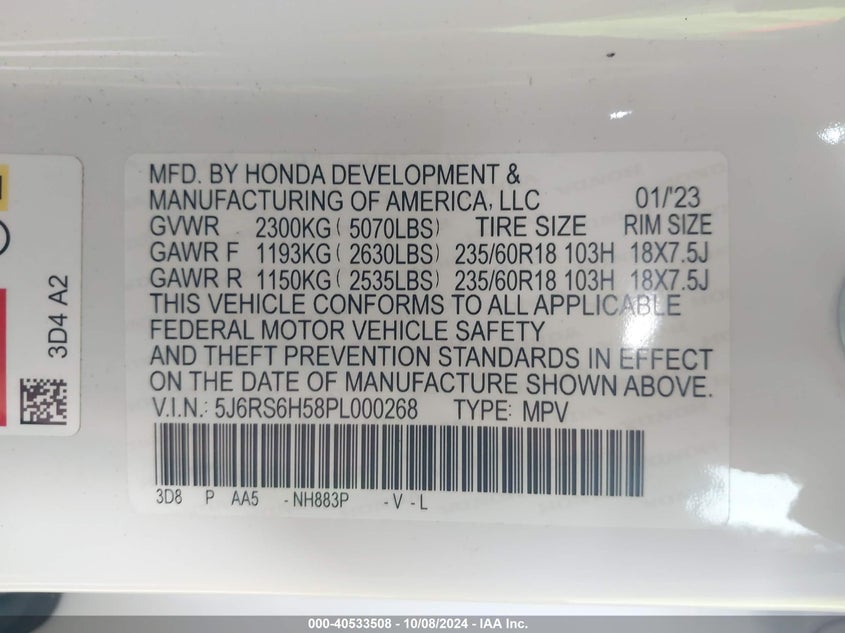 MFD. BY HONDA DEVELOPMENT &
MANUFACTURING OF AMERICA, LLC 01/'23
GVWR 2300KG( 5070LBS) TIRE SIZE RIM SIZE
GAWR F 1193KG( 2630LBS) 235/60R18 103H 18X7.5J
GAWR R 1150KG( 2535LBS) 235/60R18 103H 18X7.5J
THIS VEHICLE CONFORMS TO ALL APPLICABLE
FEDERAL MOTOR VEHICLE SAFETY
AND THEFT PREVENTION STANDARDS IN EFFECT
ON THE DATE OF MANUFACTURE SHOWN ABOVE.
V.I.N.: 5J6RS6H58PL000268 TYPE: MPV
3D8 P AA5 -NH883P -V -L
3D4 A2
000-40533508 - 10/08/2024 - IAA Inc.